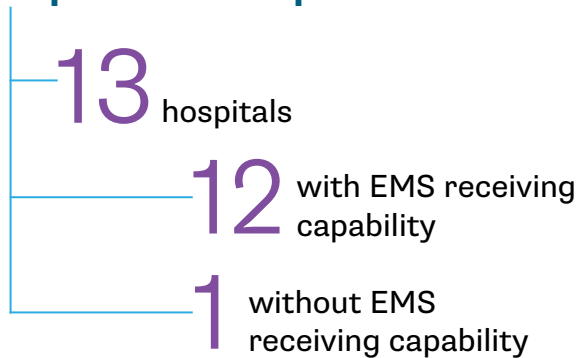 13 hospitals
12 with EMS receiving
capability
1 without EMS
receiving capability